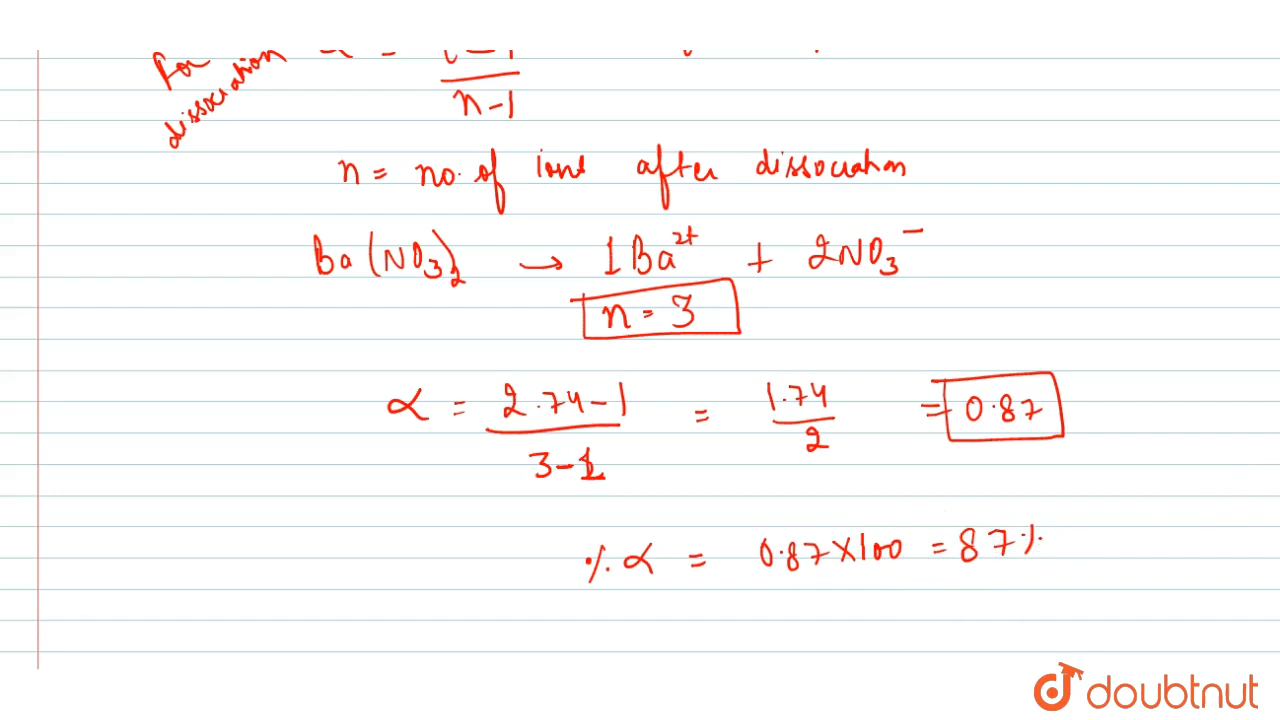 For dissociation α = i-1
n-1
n = no. of ions after dissociation
Ba(NO₃)₂ → 1Ba²⁺ + 2NO₃⁻
n = 3
α = 2.74-1 = 1.74 = 0.87
3-1 2
% α = 0.87×100 = 87%
doubtnut